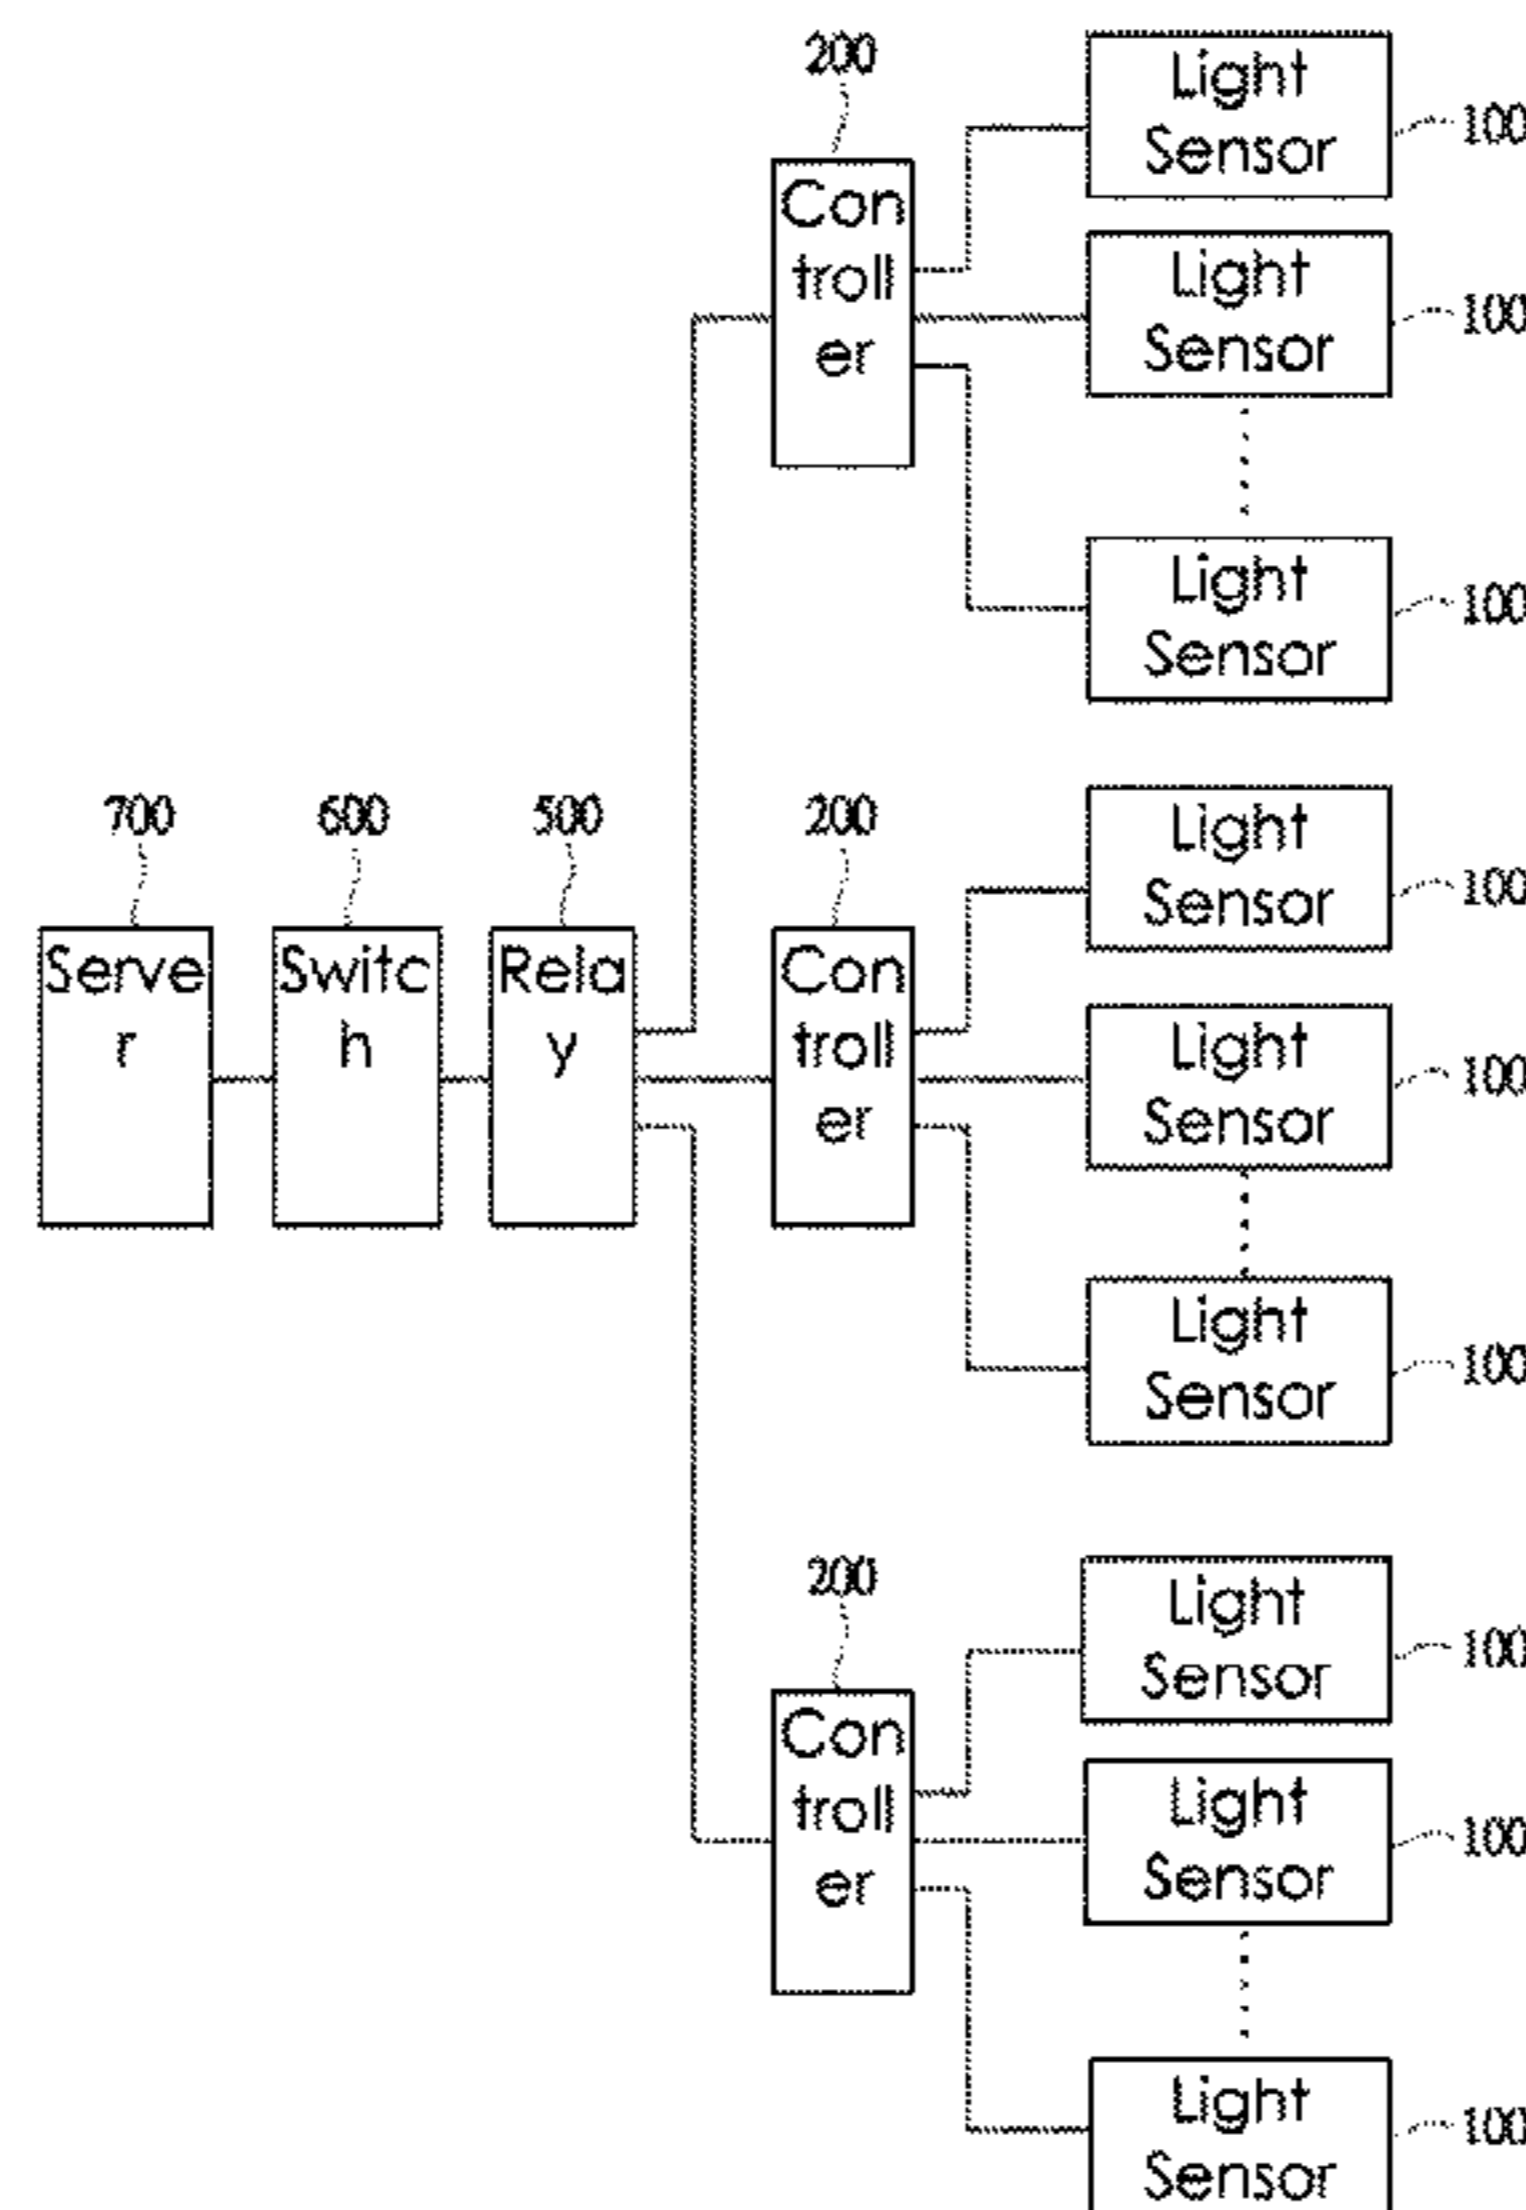 200
Light
Sensor
100
Con
troll
er
Light
Sensor
100
Light
Sensor
100
700
600
500
200
Light
Sensor
100
Serve
r
Switc
h
Rela
y
Con
troll
er
Light
Sensor
100
Light
Sensor
100
200
Light
Sensor
100
Con
troll
er
Light
Sensor
100
Light
Sensor
100